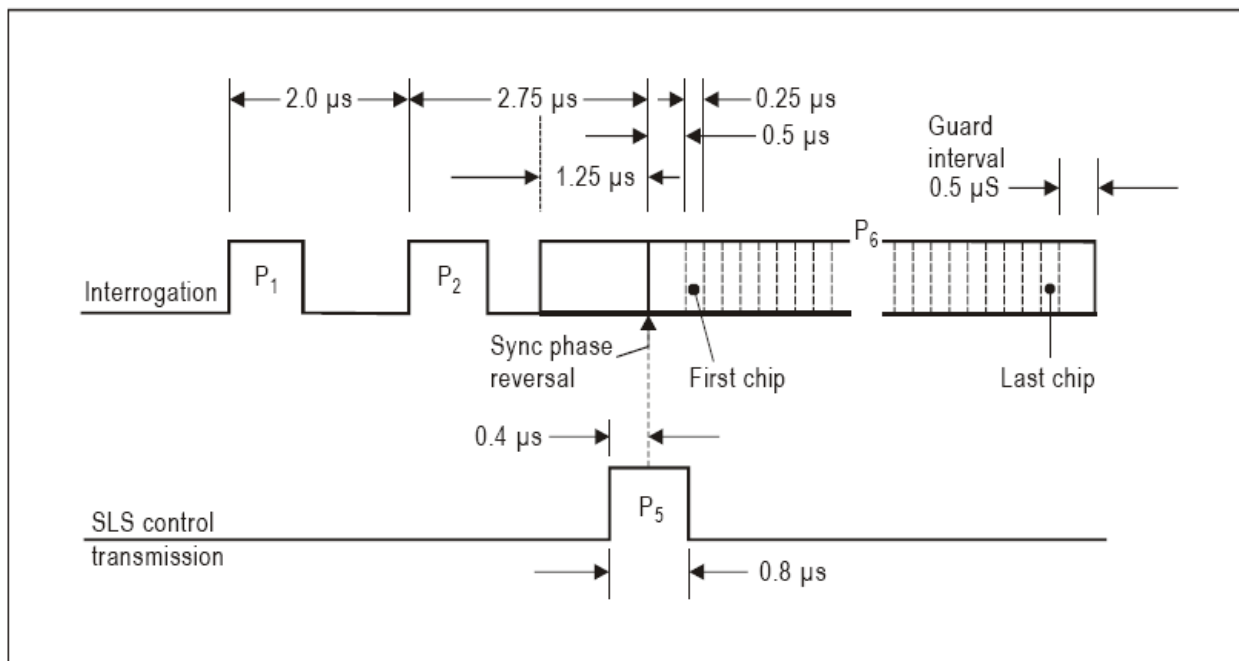 2.0 µs
2.75 µs
0.25 µs
0.5 µs
1.25 µs
Guard
interval
0.5 µS
P₁
P₂
P₆
Interrogation
Sync phase
reversal
First chip
Last chip
0.4 µs
P₅
SLS control
transmission
0.8 µs